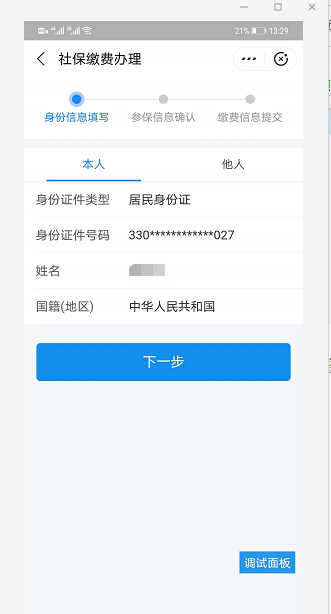 21% 13:29
社保缴费办理
身份信息填写 参保信息确认 缴费信息提交
本人 他人
身份证件类型 居民身份证
身份证件号码 330************027
姓名
国籍(地区) 中华人民共和国
下一步
调试面板